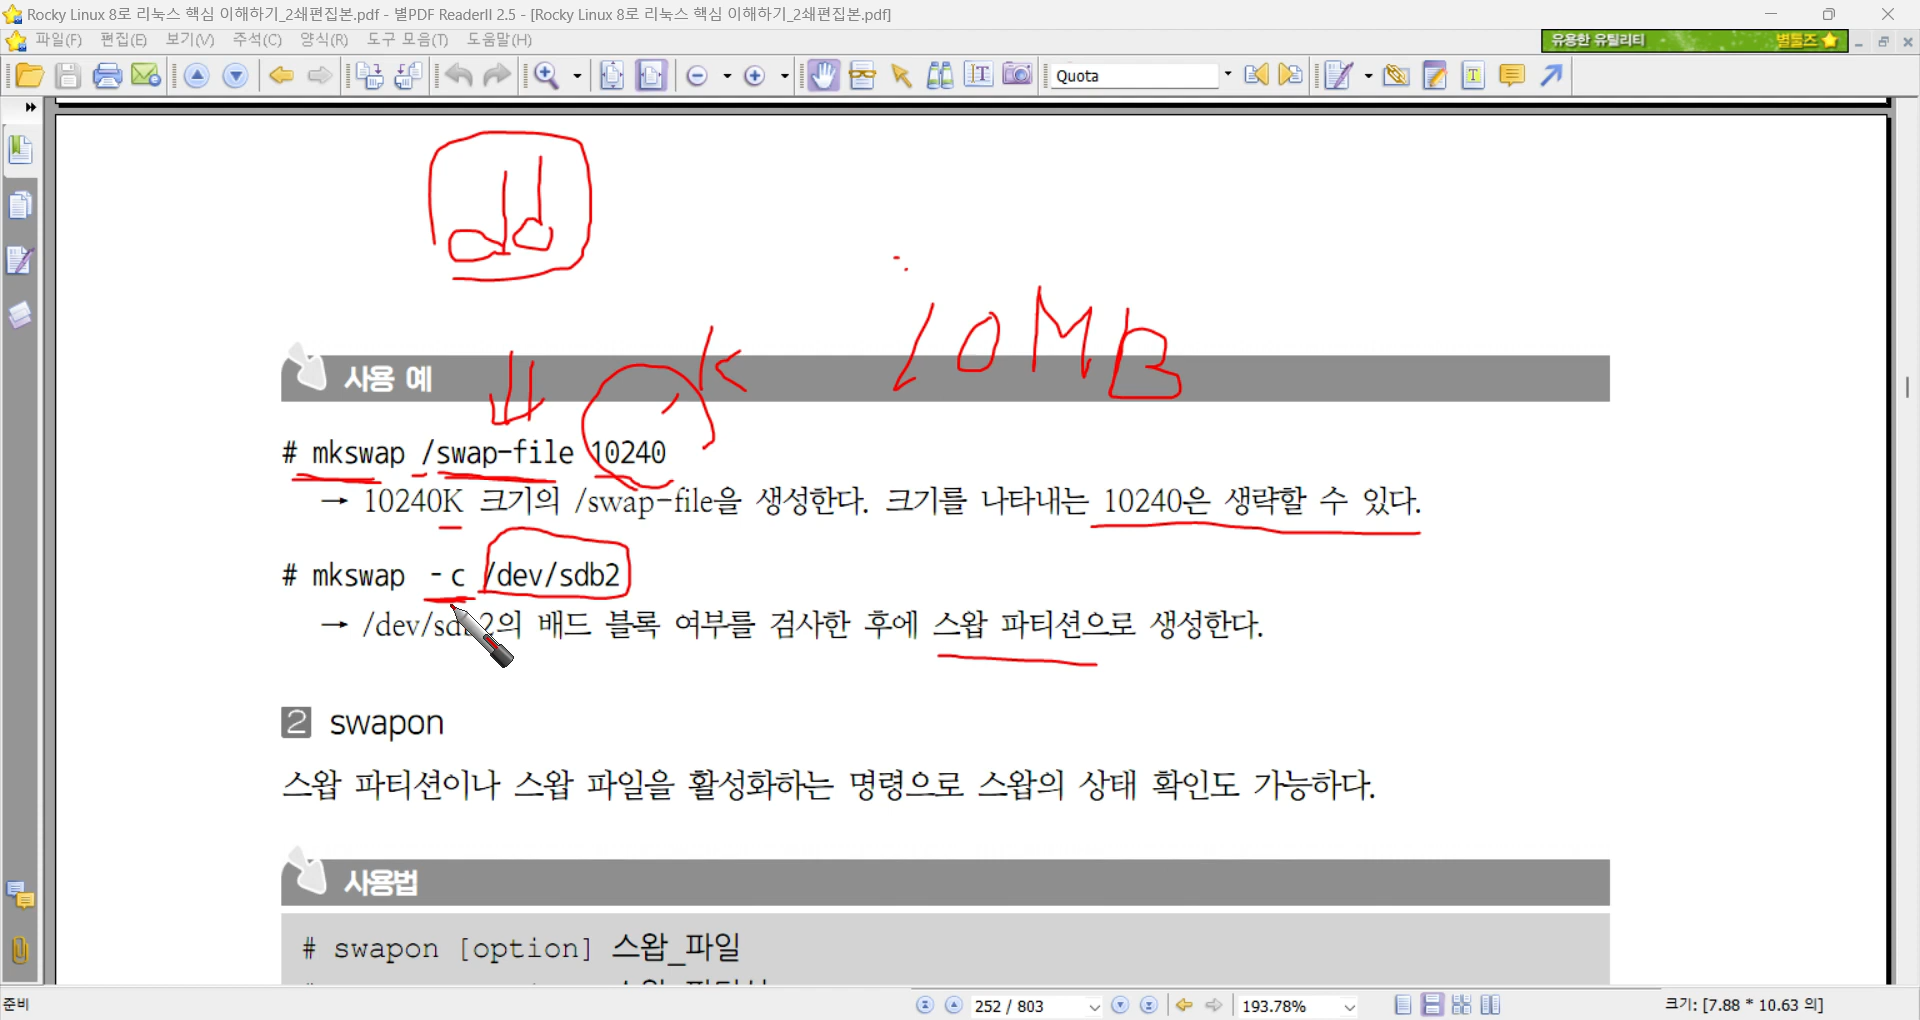 Rocky Linux 8로 리눅스 핵심 이해하기_2쇄편집본.pdf - 별PDF ReaderII 2.5 - [Rocky Linux 8로 리눅스 핵심 이해하기_2쇄편집본.pdf]
파일(F) 편집(E) 보기(V) 주석(C) 양식(R) 도구 모음(T) 도움말(H)
유용한 유틸리티 별툴즈
Quota
dd
10MB
K
사용 예
# mkswap /swap-file 10240
→ 10240K 크기의 /swap-file을 생성한다. 크기를 나타내는 10240은 생략할 수 있다.
# mkswap -c /dev/sdb2
→ /dev/sdb2의 배드 블록 여부를 검사한 후에 스왑 파티션으로 생성한다.
2 swapon
스왑 파티션이나 스왑 파일을 활성화하는 명령으로 스왑의 상태 확인도 가능하다.
사용법
# swapon [option] 스왑_파일
준비
252 / 803
193.78%
크기: [7.88 * 10.63 의]